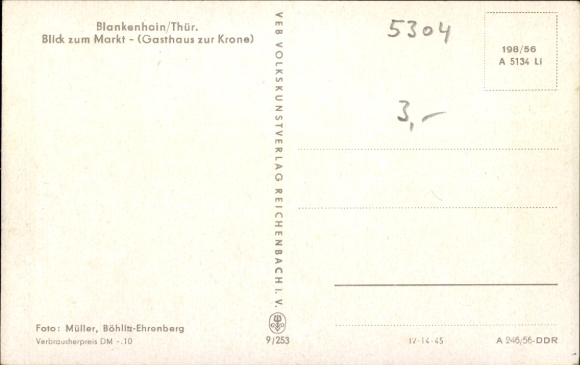 Blankenhain/Thür.
Blick zum Markt - (Gasthaus zur Krone)
VEB VOLKSKUNSTVERLAG REICHENBACH I. V.
5304
198/56
A 5134 Li
3,-
Foto: Müller, Böhlitz-Ehrenberg
Verbraucherpreis DM -.10
9/253
IV-14-45
A 246/56-DDR